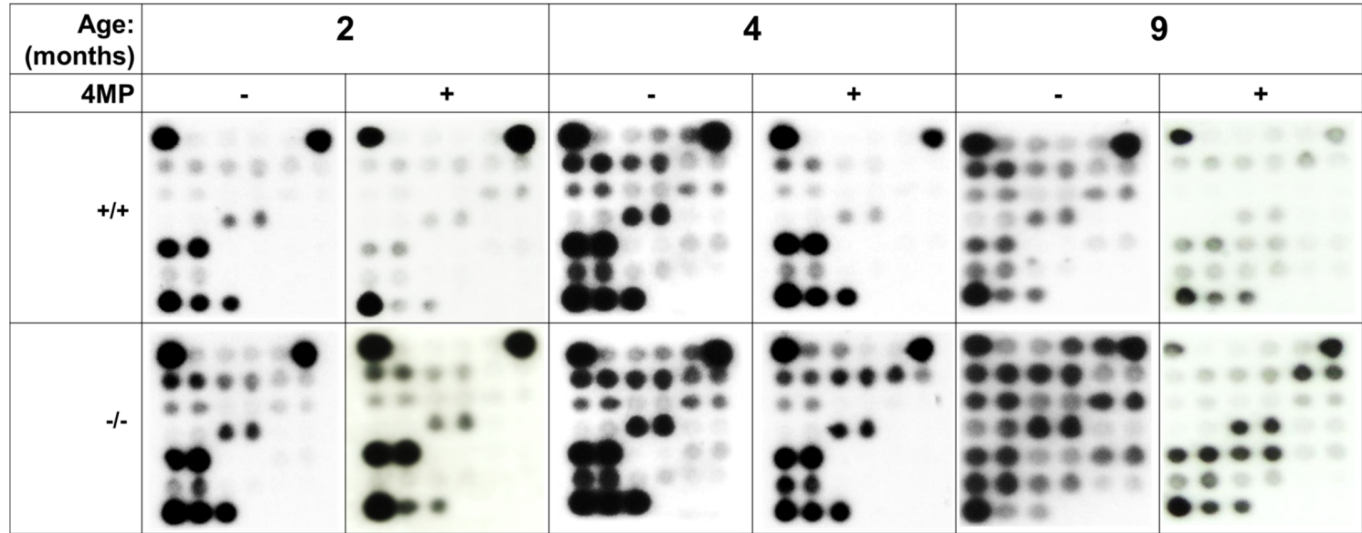 Age: 2 4 9
(months)
4MP - + - + - +
+/+
-/-